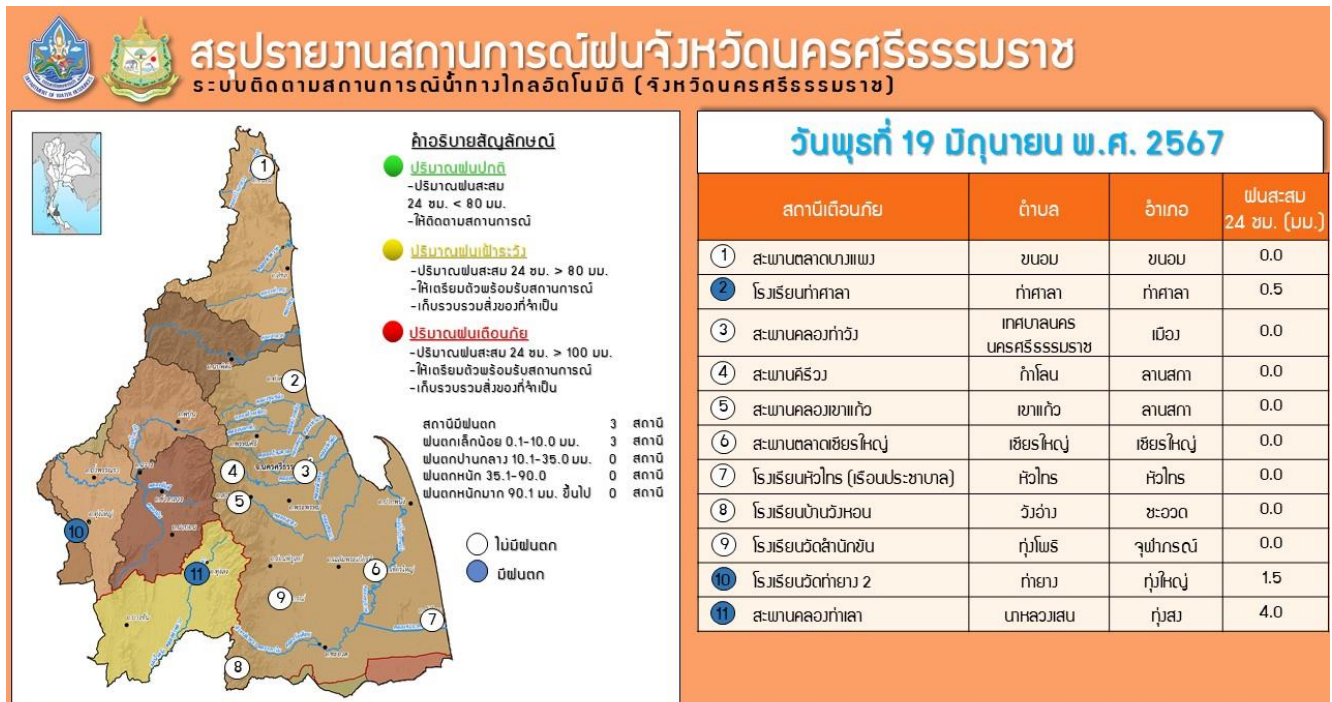 สรุปรายงานสถานการณ์ฝนจังหวัดนครศรีธรรมราช
ระบบติดตามสถานการณ์น้ำทางไกลอัตโนมัติ (จังหวัดนครศรีธรรมราช)
คำอธิบายสัญลักษณ์
ปริมาณฝนปกติ
-ปริมาณฝนสะสม
24 ชม. < 80 มม.
-ให้ติดตามสถานการณ์
ปริมาณฝนเฝ้าระวัง
-ปริมาณฝนสะสม 24 ชม. > 80 มม.
-ให้เตรียมตัวพร้อมรับสถานการณ์
-เก็บรวบรวมสิ่งของที่จำเป็น
ปริมาณฝนเตือนภัย
-ปริมาณฝนสะสม 24 ชม. > 100 มม.
-ให้เตรียมตัวพร้อมรับสถานการณ์
-เก็บรวบรวมสิ่งของที่จำเป็น
สถานีมีฝนตก 3 สถานี
ฝนตกเล็กน้อย 0.1-10.0 มม. 3 สถานี
ฝนตกปานกลาง 10.1-35.0 มม. 0 สถานี
ฝนตกหนัก 35.1-90.0 0 สถานี
ฝนตกหนักมาก 90.1 มม. ขึ้นไป 0 สถานี
ไม่มีฝนตก
มีฝนตก
1
2
3
4
5
6
7
8
9
10
11
วันพุธที่ 19 มิถุนายน พ.ศ. 2567
สถานีเตือนภัย ตำบล อำเภอ ฝนสะสม
24 ชม. (มม.)
1 สะพานตลาดบางแพง ขนอม ขนอม 0.0
2 โรงเรียนท่าศาลา ท่าศาลา ท่าศาลา 0.5
3 สะพานคลองท่าวัง เทศบาลนคร
นครศรีธรรมราช เมือง 0.0
4 สะพานคีรีวง กำโลน ลานสกา 0.0
5 สะพานคลองเขาแก้ว เขาแก้ว ลานสกา 0.0
6 สะพานตลาดเชียรใหญ่ เชียรใหญ่ เชียรใหญ่ 0.0
7 โรงเรียนหัวไทร (เรือนประชาบาล) หัวไทร หัวไทร 0.0
8 โรงเรียนบ้านวังหอน วังอ่าง ชะอวด 0.0
9 โรงเรียนวัดสำนักขัน ทุ่งโพธิ จุฬาภรณ์ 0.0
10 โรงเรียนวัดท่ายาง 2 ท่ายาง ทุ่งใหญ่ 1.5
11 สะพานคลองท่าเลา นาหลวงเสน ทุ่งสง 4.0